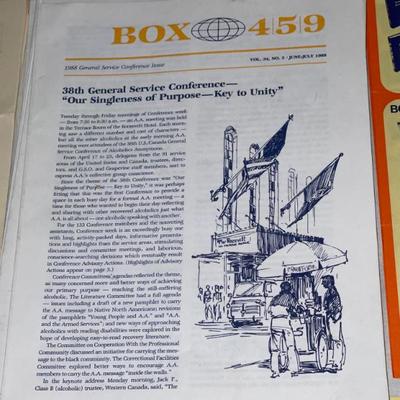 BOX 4|5|9
1988 General Service Conference Issue
VOL. 34, NO. 3 · JUNE-JULY 1988
38th General Service Conference—
"Our Singleness of Purpose—Key to Unity"
Tuesday through Friday mornings of Conference week
— from 7:30 to 8:30 a.m. — an A.A. meeting was held
in the Terrace Room of the Roosevelt Hotel. Each morn-
ing saw a different number and cast of characters —
but all the sober alcoholics at the early morning A.A.
meeting were attendees of the 38th U.S./Canada General
Service Conference of Alcoholics Anonymous.
From April 17 to 23, delegates from the 91 service
areas of the United States and Canada, trustees, direc-
tors, and G.S.O. and Grapevine staff members, met to
express A.A.'s collective group conscience.
Since the theme of the 38th Conference was "Our
Singleness of Purpose — Key to Unity," it was perhaps
fitting that this was the first Conference to provide a
space in each busy day for a formal A.A. meeting — a
time for those who wanted to begin their day reflecting
and sharing with other recovered alcoholics just what
A.A. is all about — one alcoholic speaking with another.
For the 133 Conference members and the nonvoting
assistants, Conference week is an exceedingly busy one
with long, activity-packed days, informative presenta-
tions and highlights from the service areas, stimulating
discussions and committee meetings, and laborious,
conscience-searching decisions which eventually result
in Conference Advisory Actions. (Highlights of Advisory
Actions appear on page 3.)
Conference Committee agendas reflected the theme,
as many concerned more and better ways of achieving
our primary purpose — reaching the still-suffering
alcoholic. The Literature Committee had a full agenda
— issues including a draft of a new pamphlet to carry
the A.A. message to Native North Americans; revisions
of the pamphlets "Young People and A.A." and "A.A.
and the Armed Services"; and new ways of approaching
alcoholics with reading disabilities were explored in the
hope of developing easy-to-read recovery literature.
The Committee on Cooperation With the Professional
Community discussed an initiative for carrying the mes-
sage to the black community. The Correctional Facilities
Committee explored better ways to encourage A.A.
members to carry the A.A. message "inside the walls."
In the keynote address Monday morning, Jack F.,
Class B (alcoholic) trustee, Western Canada, said, "The
The Roosevelt